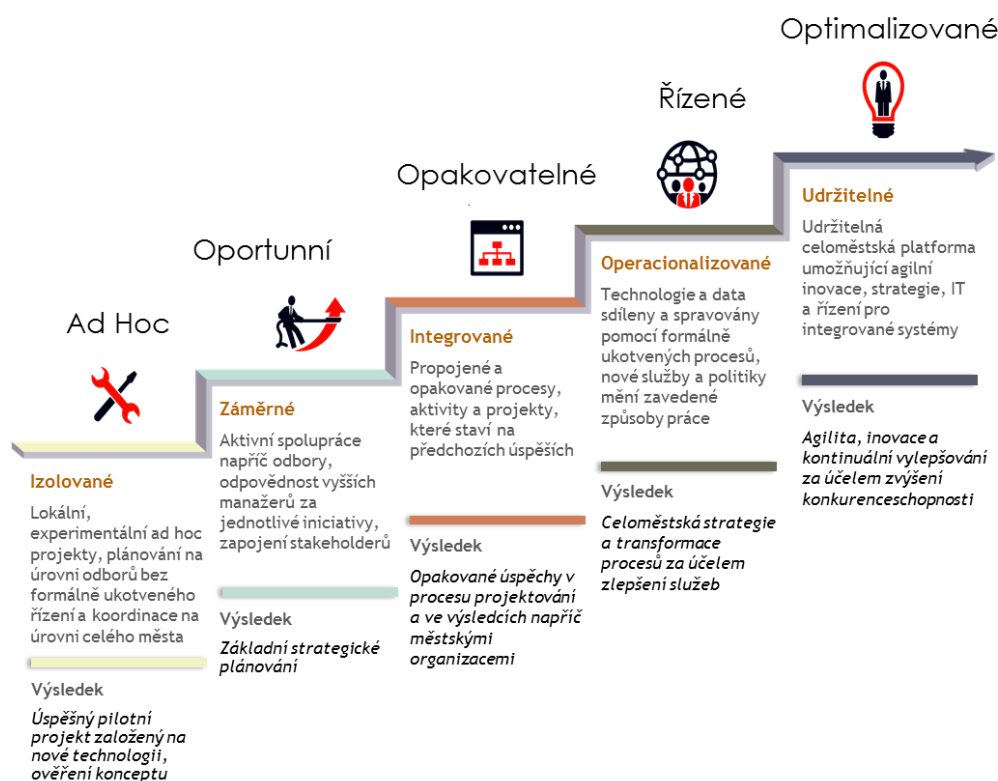 Ad Hoc
Izolované
Lokální,
experimentální ad hoc
projekty, plánování na
úrovni odborů bez
formálně ukotveného
řízení a koordinace na
úrovni celého města
Výsledek
Úspěšný pilotní
projekt založený na
nové technologii,
ověření konceptu
Oportunní
Záměrné
Aktivní spolupráce
napříč odbory,
odpovědnost vyšších
manažerů za
jednotlivé iniciativy,
zapojení stakeholderů
Výsledek
Základní strategické
plánování
Opakovatelné
Integrované
Propojené a
opakované procesy,
aktivity a projekty,
které staví na
předchozích úspěších
Výsledek
Opakované úspěchy v
procesu projektování
a ve výsledcích napříč
městskými
organizacemi
Řízené
Operacionalizované
Technologie a data
sdíleny a spravovány
pomocí formálně
ukotvených procesů,
nové služby a politiky
mění zavedené
způsoby práce
Výsledek
Celoměstská strategie
a transformace
procesů za účelem
zlepšení služeb
Optimalizované
Udržitelné
Udržitelná
celoměstská platforma
umožňující agilní
inovace, strategie, IT
a řízení pro
integrované systémy
Výsledek
Agilita, inovace a
kontinuální vylepšování
za účelem zvýšení
konkurenceschopnosti